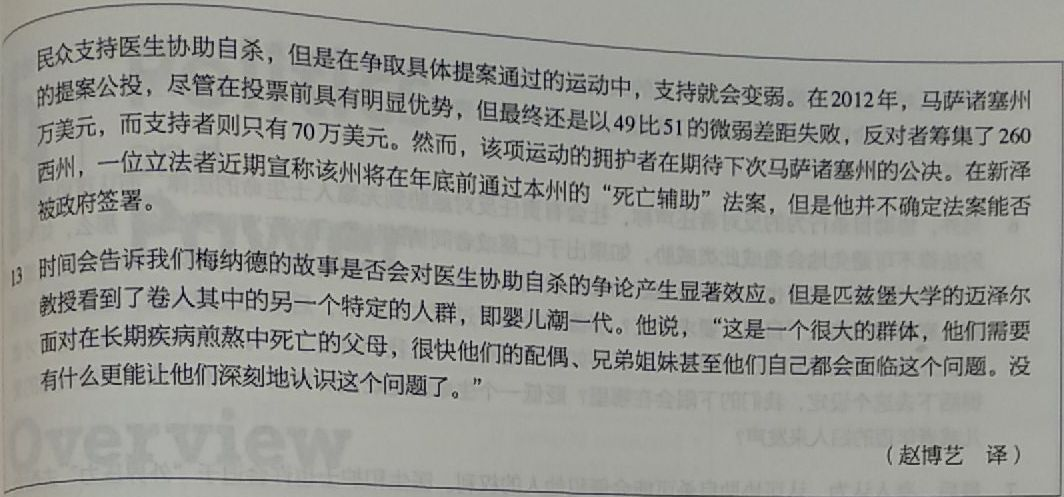 民众支持医生协助自杀，但是在争取具体提案通过的运动中，支持就会变弱。在2012年，马萨诸塞州
的提案公投，尽管在投票前具有明显优势，但最终还是以49比51的微弱差距失败，反对者筹集了260
万美元，而支持者则只有70万美元。然而，该项运动的拥护者在期待下次马萨诸塞州的公决。在新泽
西州，一位立法者近期宣称该州将在年底前通过本州的“死亡辅助”法案，但是他并不确定法案能否
被政府签署。
13 时间会告诉我们梅纳德的故事是否会对医生协助自杀的争论产生显著效应。但是匹兹堡大学的迈泽尔
教授看到了卷人其中的另一个特定的人群，即婴儿潮一代。他说，“这是一个很大的群体，他们需要
面对在长期疾病煎熬中死亡的父母，很快他们的配偶、兄弟姐妹甚至他们自己都会面临这个问题。没
有什么更能让他们深刻地认识这个问题了。”
（赵博艺 译）
Overview